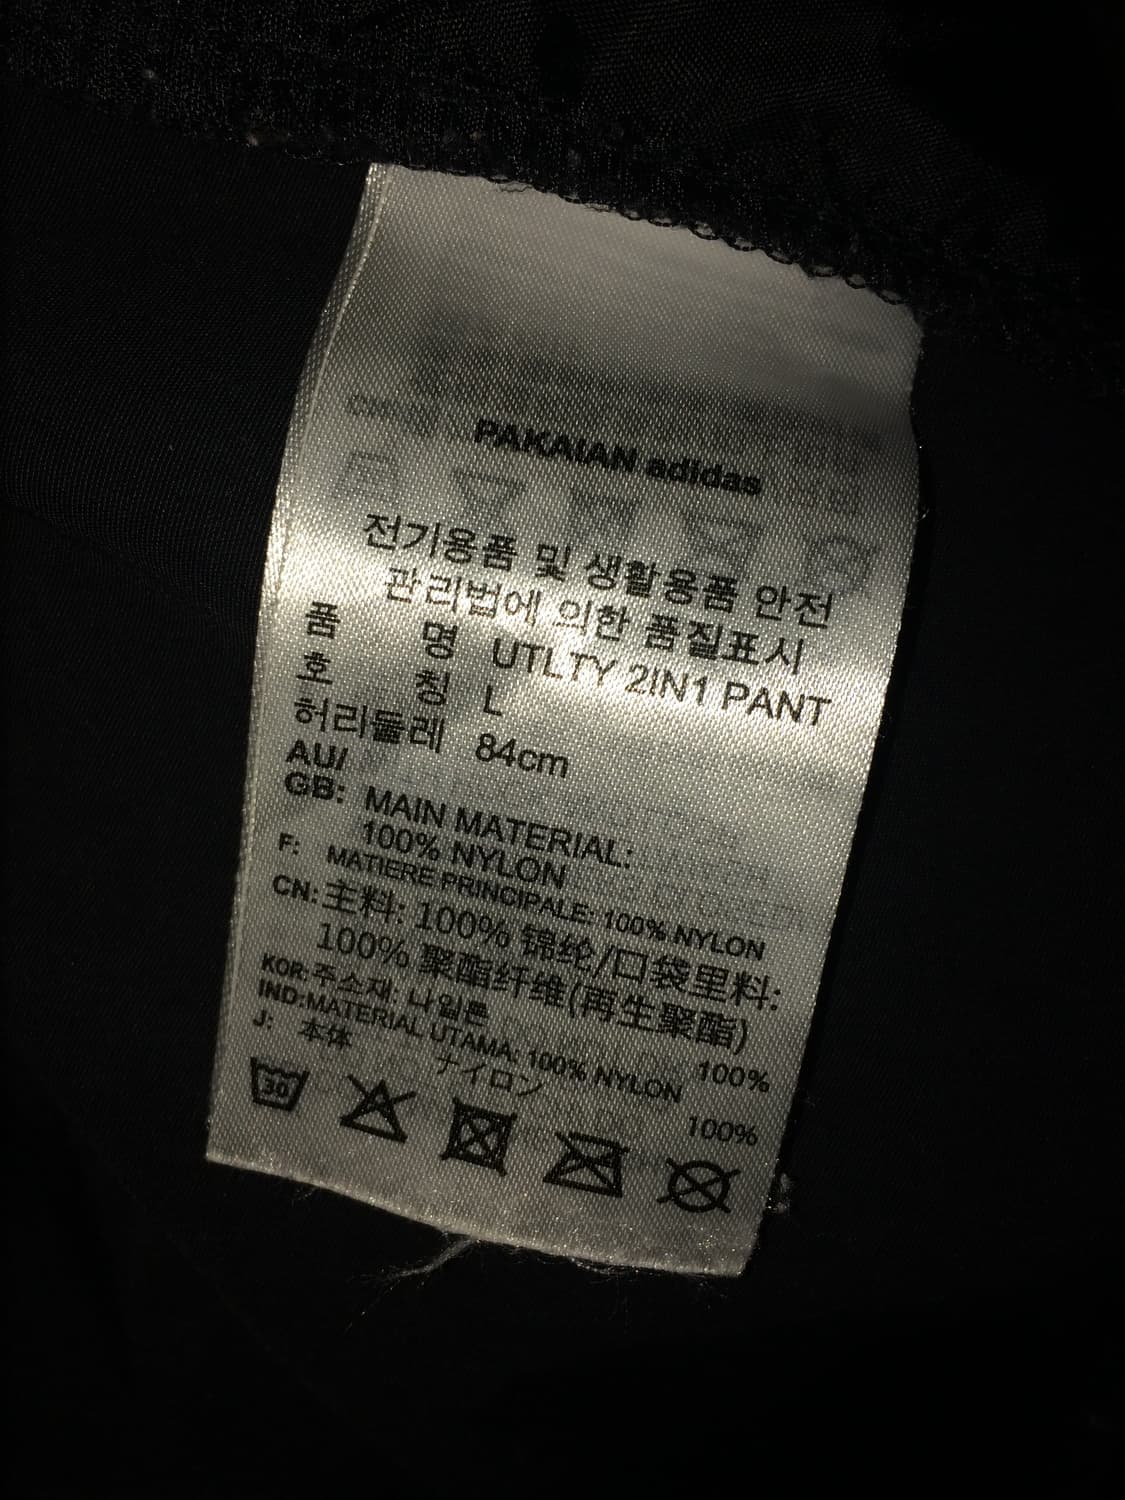 PAKAIAN adidas
전기용품 및 생활용품 안전
관리법에 의한 품질표시
품 명 UTLTY 2IN1 PANT
호 칭 L
허리둘레 84cm
AU/
GB: MAIN MATERIAL:
100% NYLON
F: MATIERE PRINCIPALE: 100% NYLON
CN: 主料: 100% 锦纶/口袋里料:
100% 聚酯纤维(再生聚酯)
KOR: 주소재: 나일론 100%
IND: MATERIAL UTAMA: 100% NYLON
J: 本体 ナイロン 100%
30